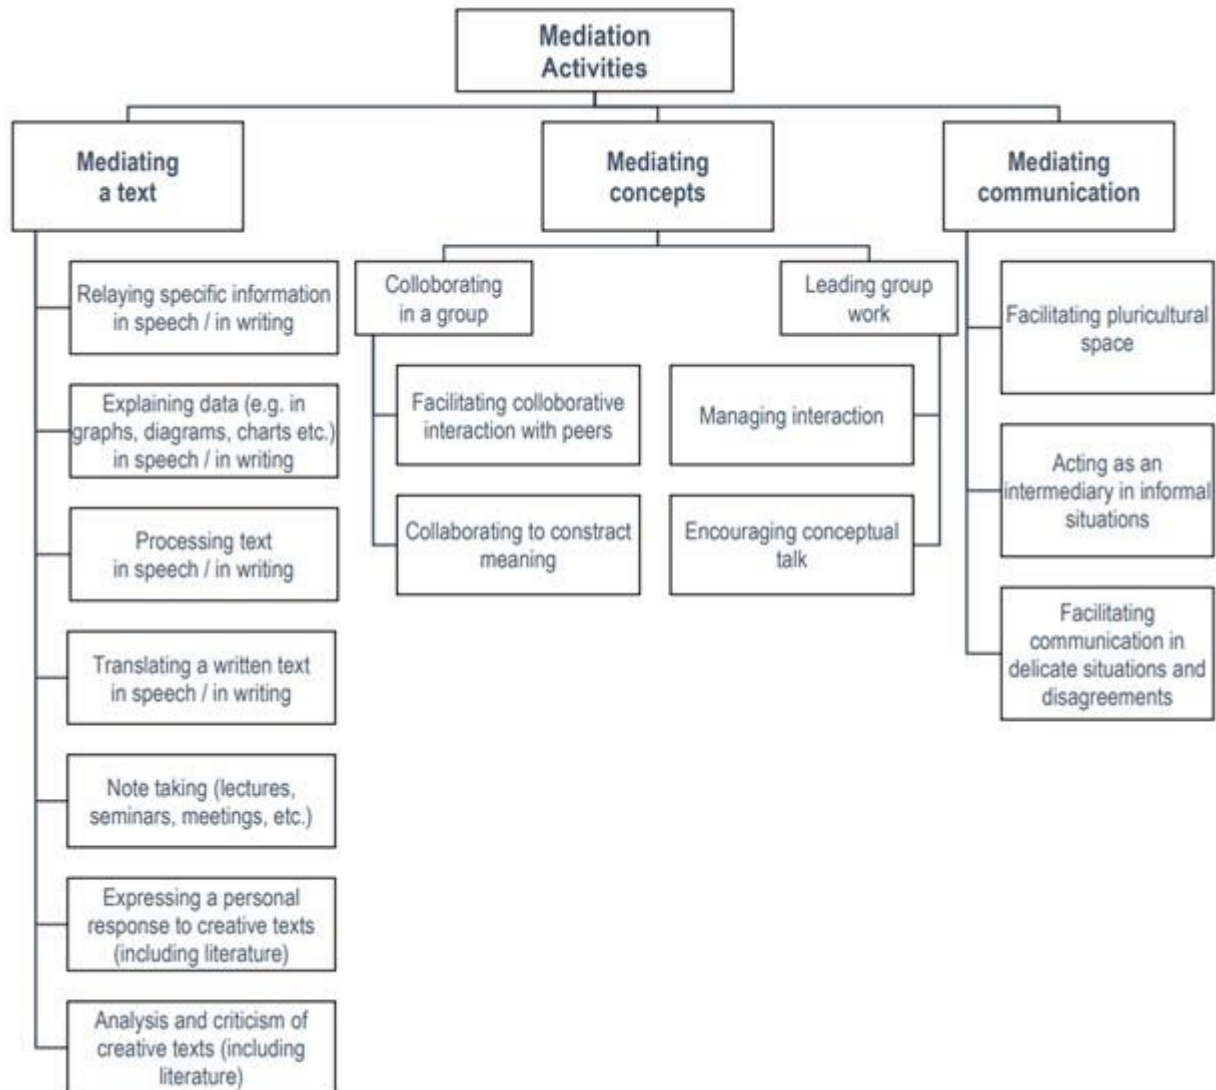 Mediation
Activities
Mediating
a text
Mediating
concepts
Mediating
communication
Relaying specific information
in speech / in writing
Explaining data (e.g. in
graphs, diagrams, charts etc.)
in speech / in writing
Processing text
in speech / in writing
Translating a written text
in speech / in writing
Note taking (lectures,
seminars, meetings, etc.)
Expressing a personal
response to creative texts
(including literature)
Analysis and criticism of
creative texts (including
literature)
Colloborating
in a group
Facilitating colloborative
interaction with peers
Collaborating to constract
meaning
Leading group
work
Managing interaction
Encouraging conceptual
talk
Facilitating pluricultural
space
Acting as an
intermediary in informal
situations
Facilitating
communication in
delicate situations and
disagreements